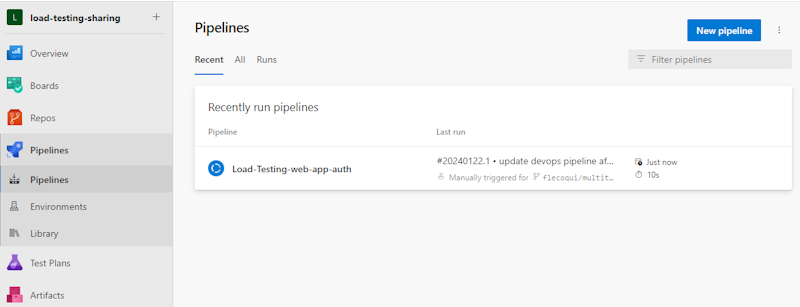 L load-testing-sharing +
Overview
Boards
Repos
Pipelines
Pipelines
Environments
Library
Test Plans
Artifacts
Pipelines
New pipeline
Recent All Runs
Filter pipelines
Recently run pipelines
Pipeline Last run
Load-Testing-web-app-auth
#20240122.1 • update devops pipeline af...
Just now
Manually triggered for flecoqui/multit...
10s